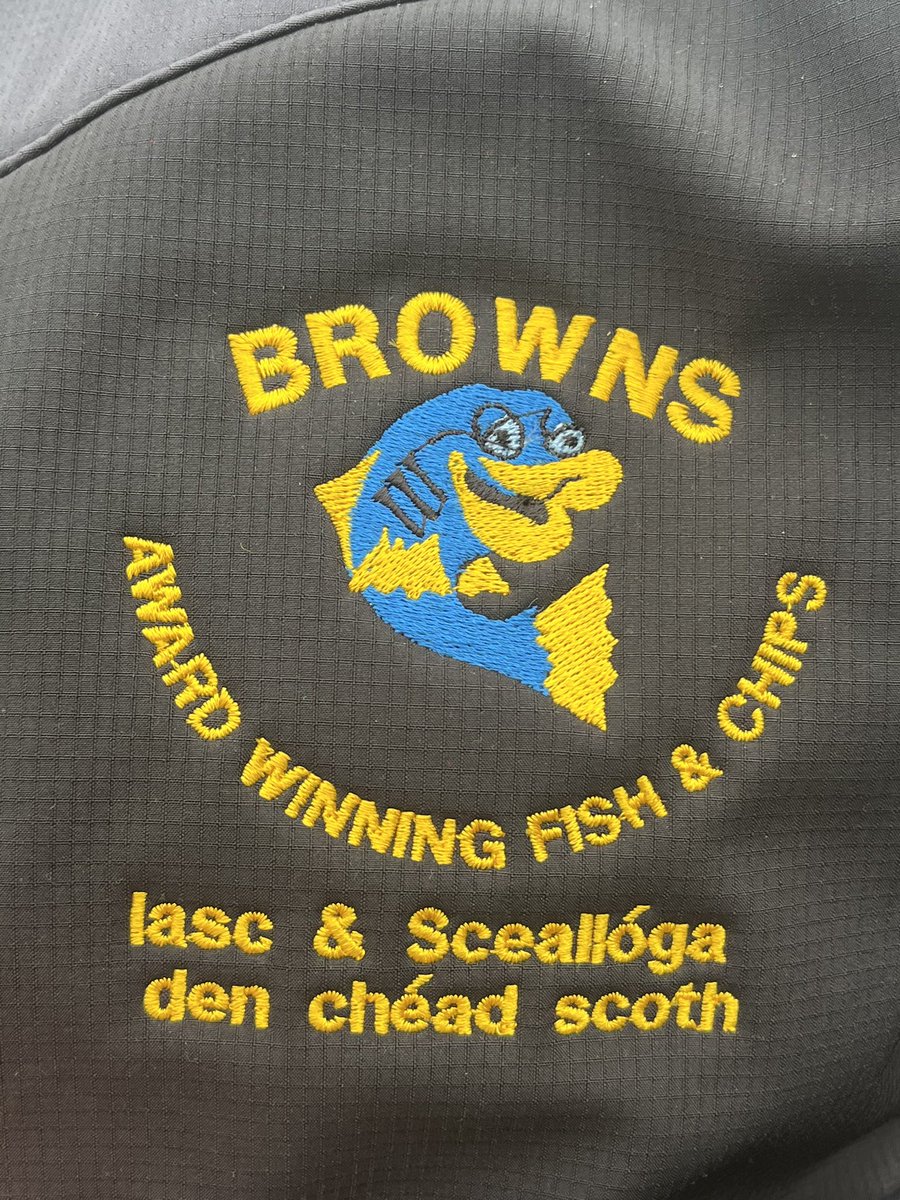 BROWNS
AWARD WINNING FISH & CHIPS
Iasc & Sceallóga
den chéad scoth